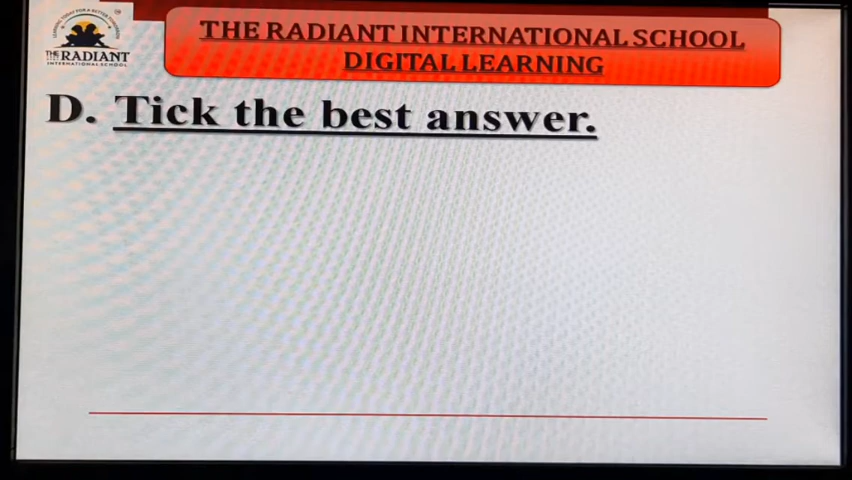 THE RADIANT INTERNATIONAL SCHOOL
DIGITAL LEARNING
THE RADIANT
INTERNATIONAL SCHOOL
D. Tick the best answer.